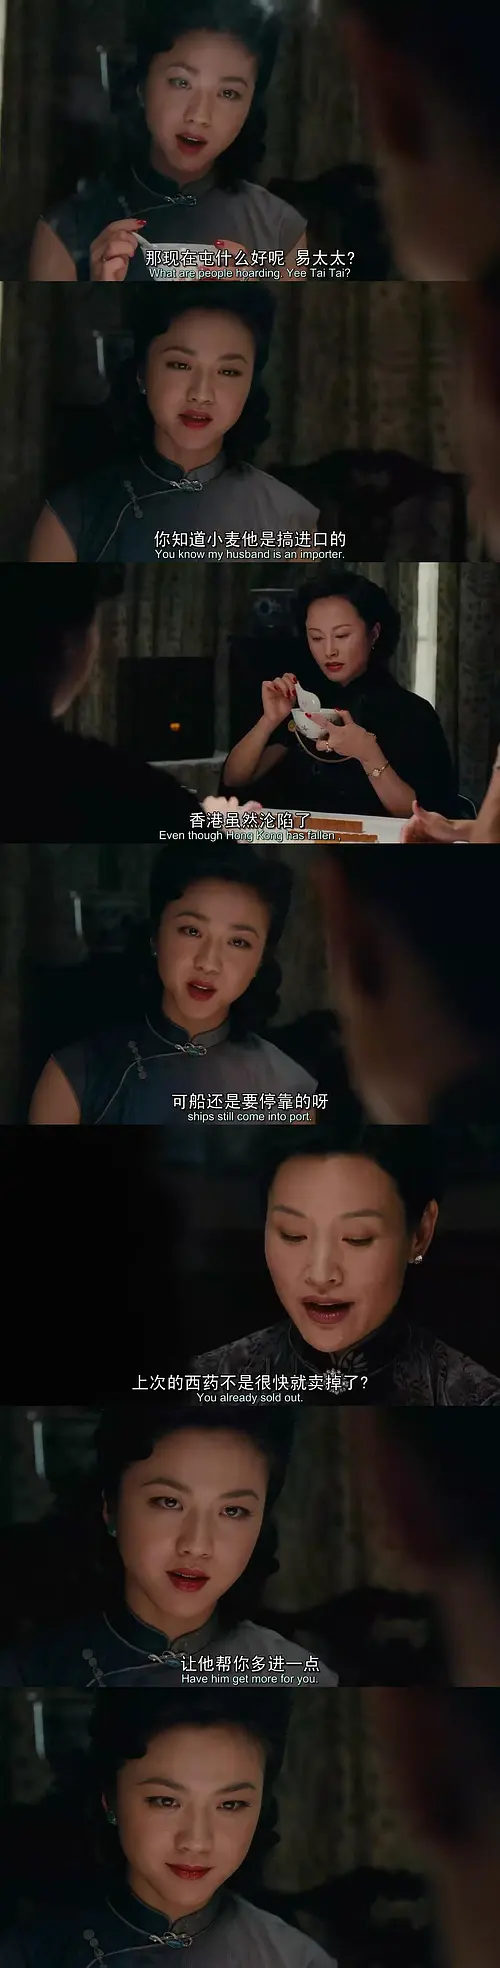 那现在屯什么好呢 易太太?
What are people hoarding, Yee Tai Tai?
你知道小麦他是搞进口的
You know my husband is an importer.
香港虽然沦陷了
Even though Hong Kong has fallen ,
可船还是要停靠的呀
ships still come into port.
上次的西药不是很快就卖掉了?
You already sold out.
让他帮你多进一点
Have him get more for you.